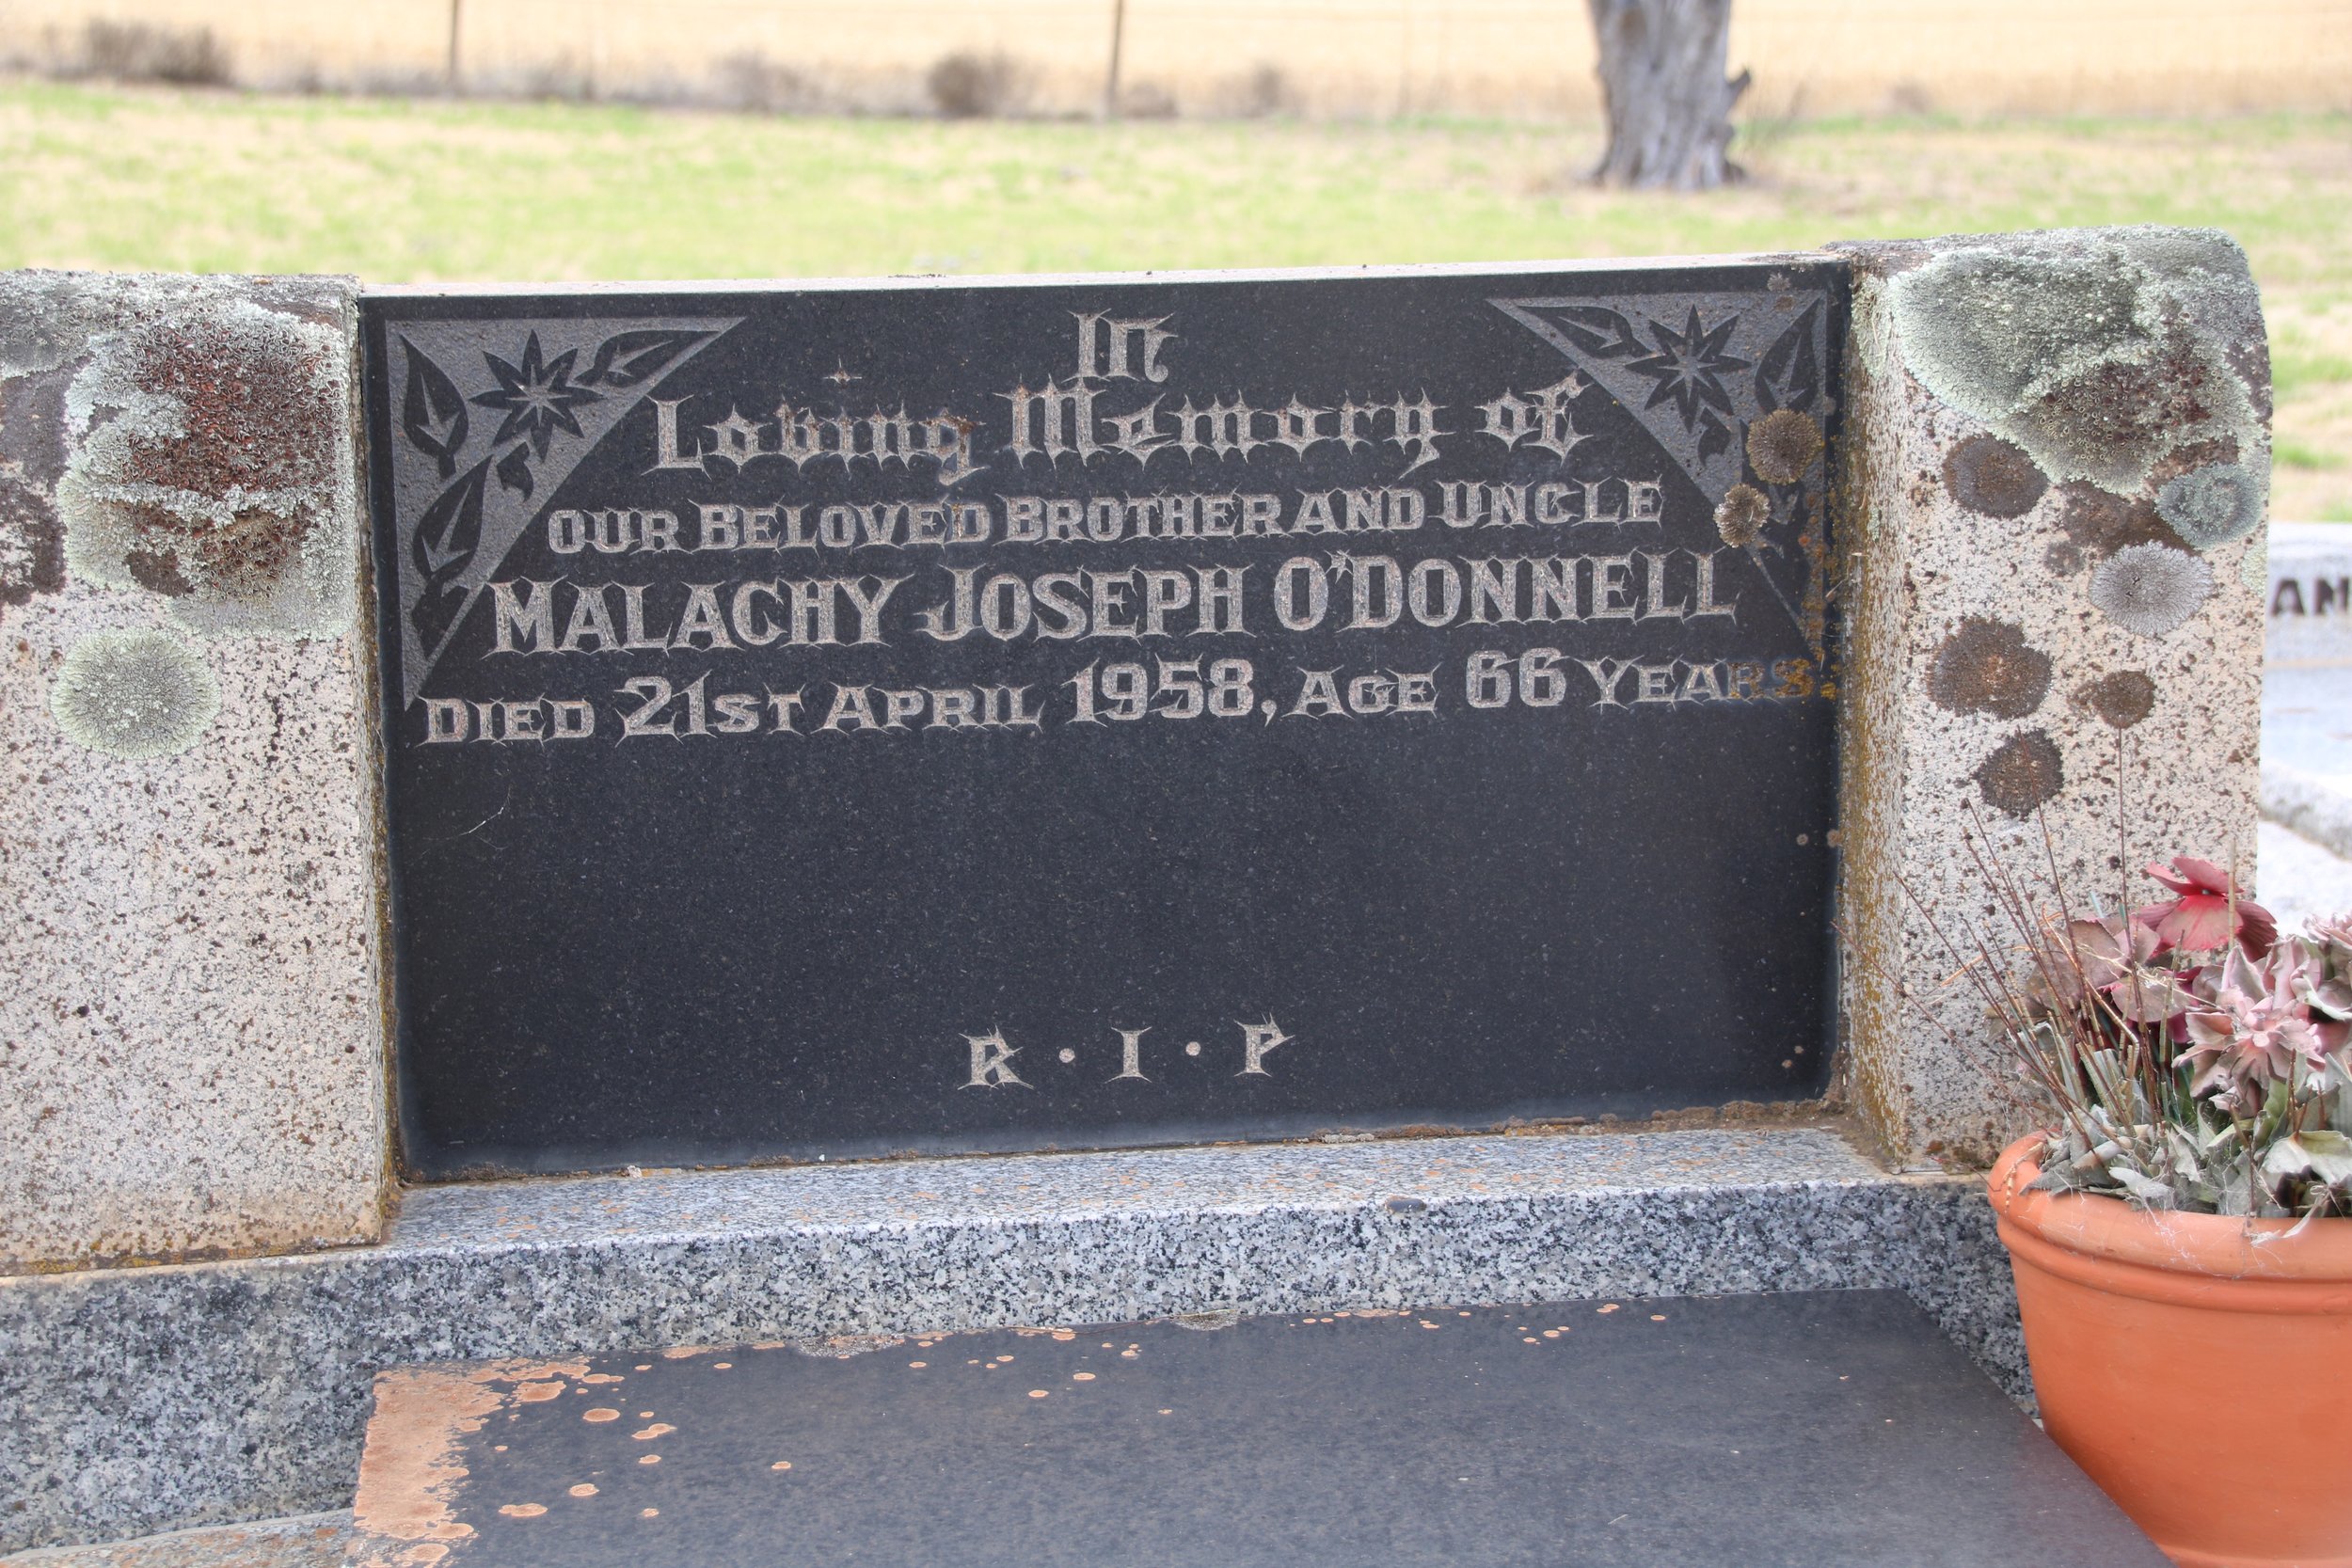 In
Loving Memory of
OUR BELOVED BROTHER AND UNCLE
MALACHY JOSEPH O'DONNELL
DIED 21ST APRIL 1958, AGE 66 YEARS.
R·I·P
AN